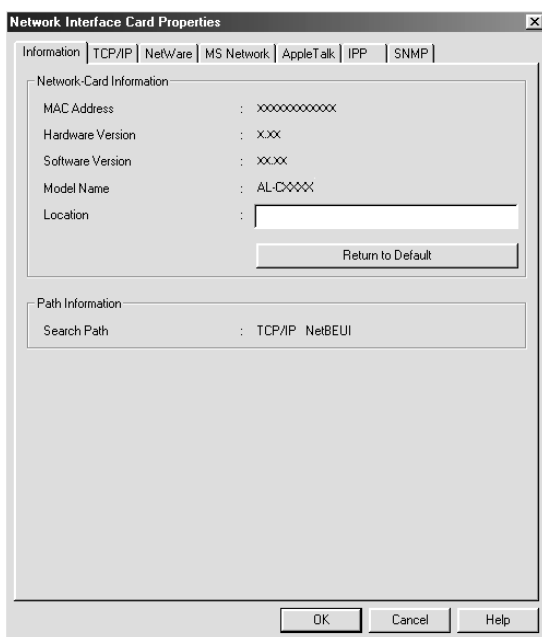 Network Interface Card Properties
Information TCP/IP NetWare MS Network AppleTalk IPP SNMP
Network-Card Information
MAC Address : XXXXXXXXXXXX
Hardware Version : X.XX
Software Version : XX.XX
Model Name : AL-CXXXX
Location :
Return to Default
Path Information
Search Path : TCP/IP NetBEUI
OK Cancel Help